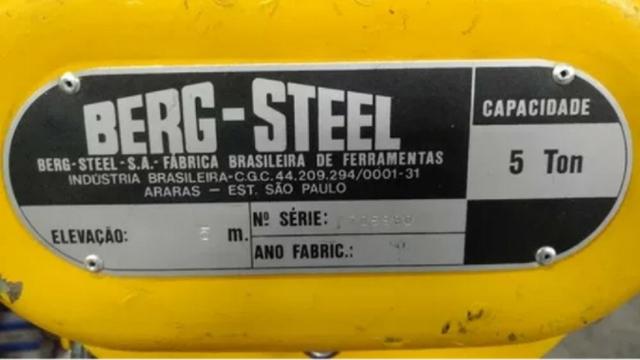 BERG-STEEL
BERG-STEEL-S.A.-FÁBRICA BRASILEIRA DE FERRAMENTAS
INDÚSTRIA BRASILEIRA-C.G.C.44.209.294/0001-31
ARARAS - EST. SÃO PAULO
CAPACIDADE
5 Ton
ELEVAÇÃO: 5 m.
Nº SÉRIE:
ANO FABRIC.: